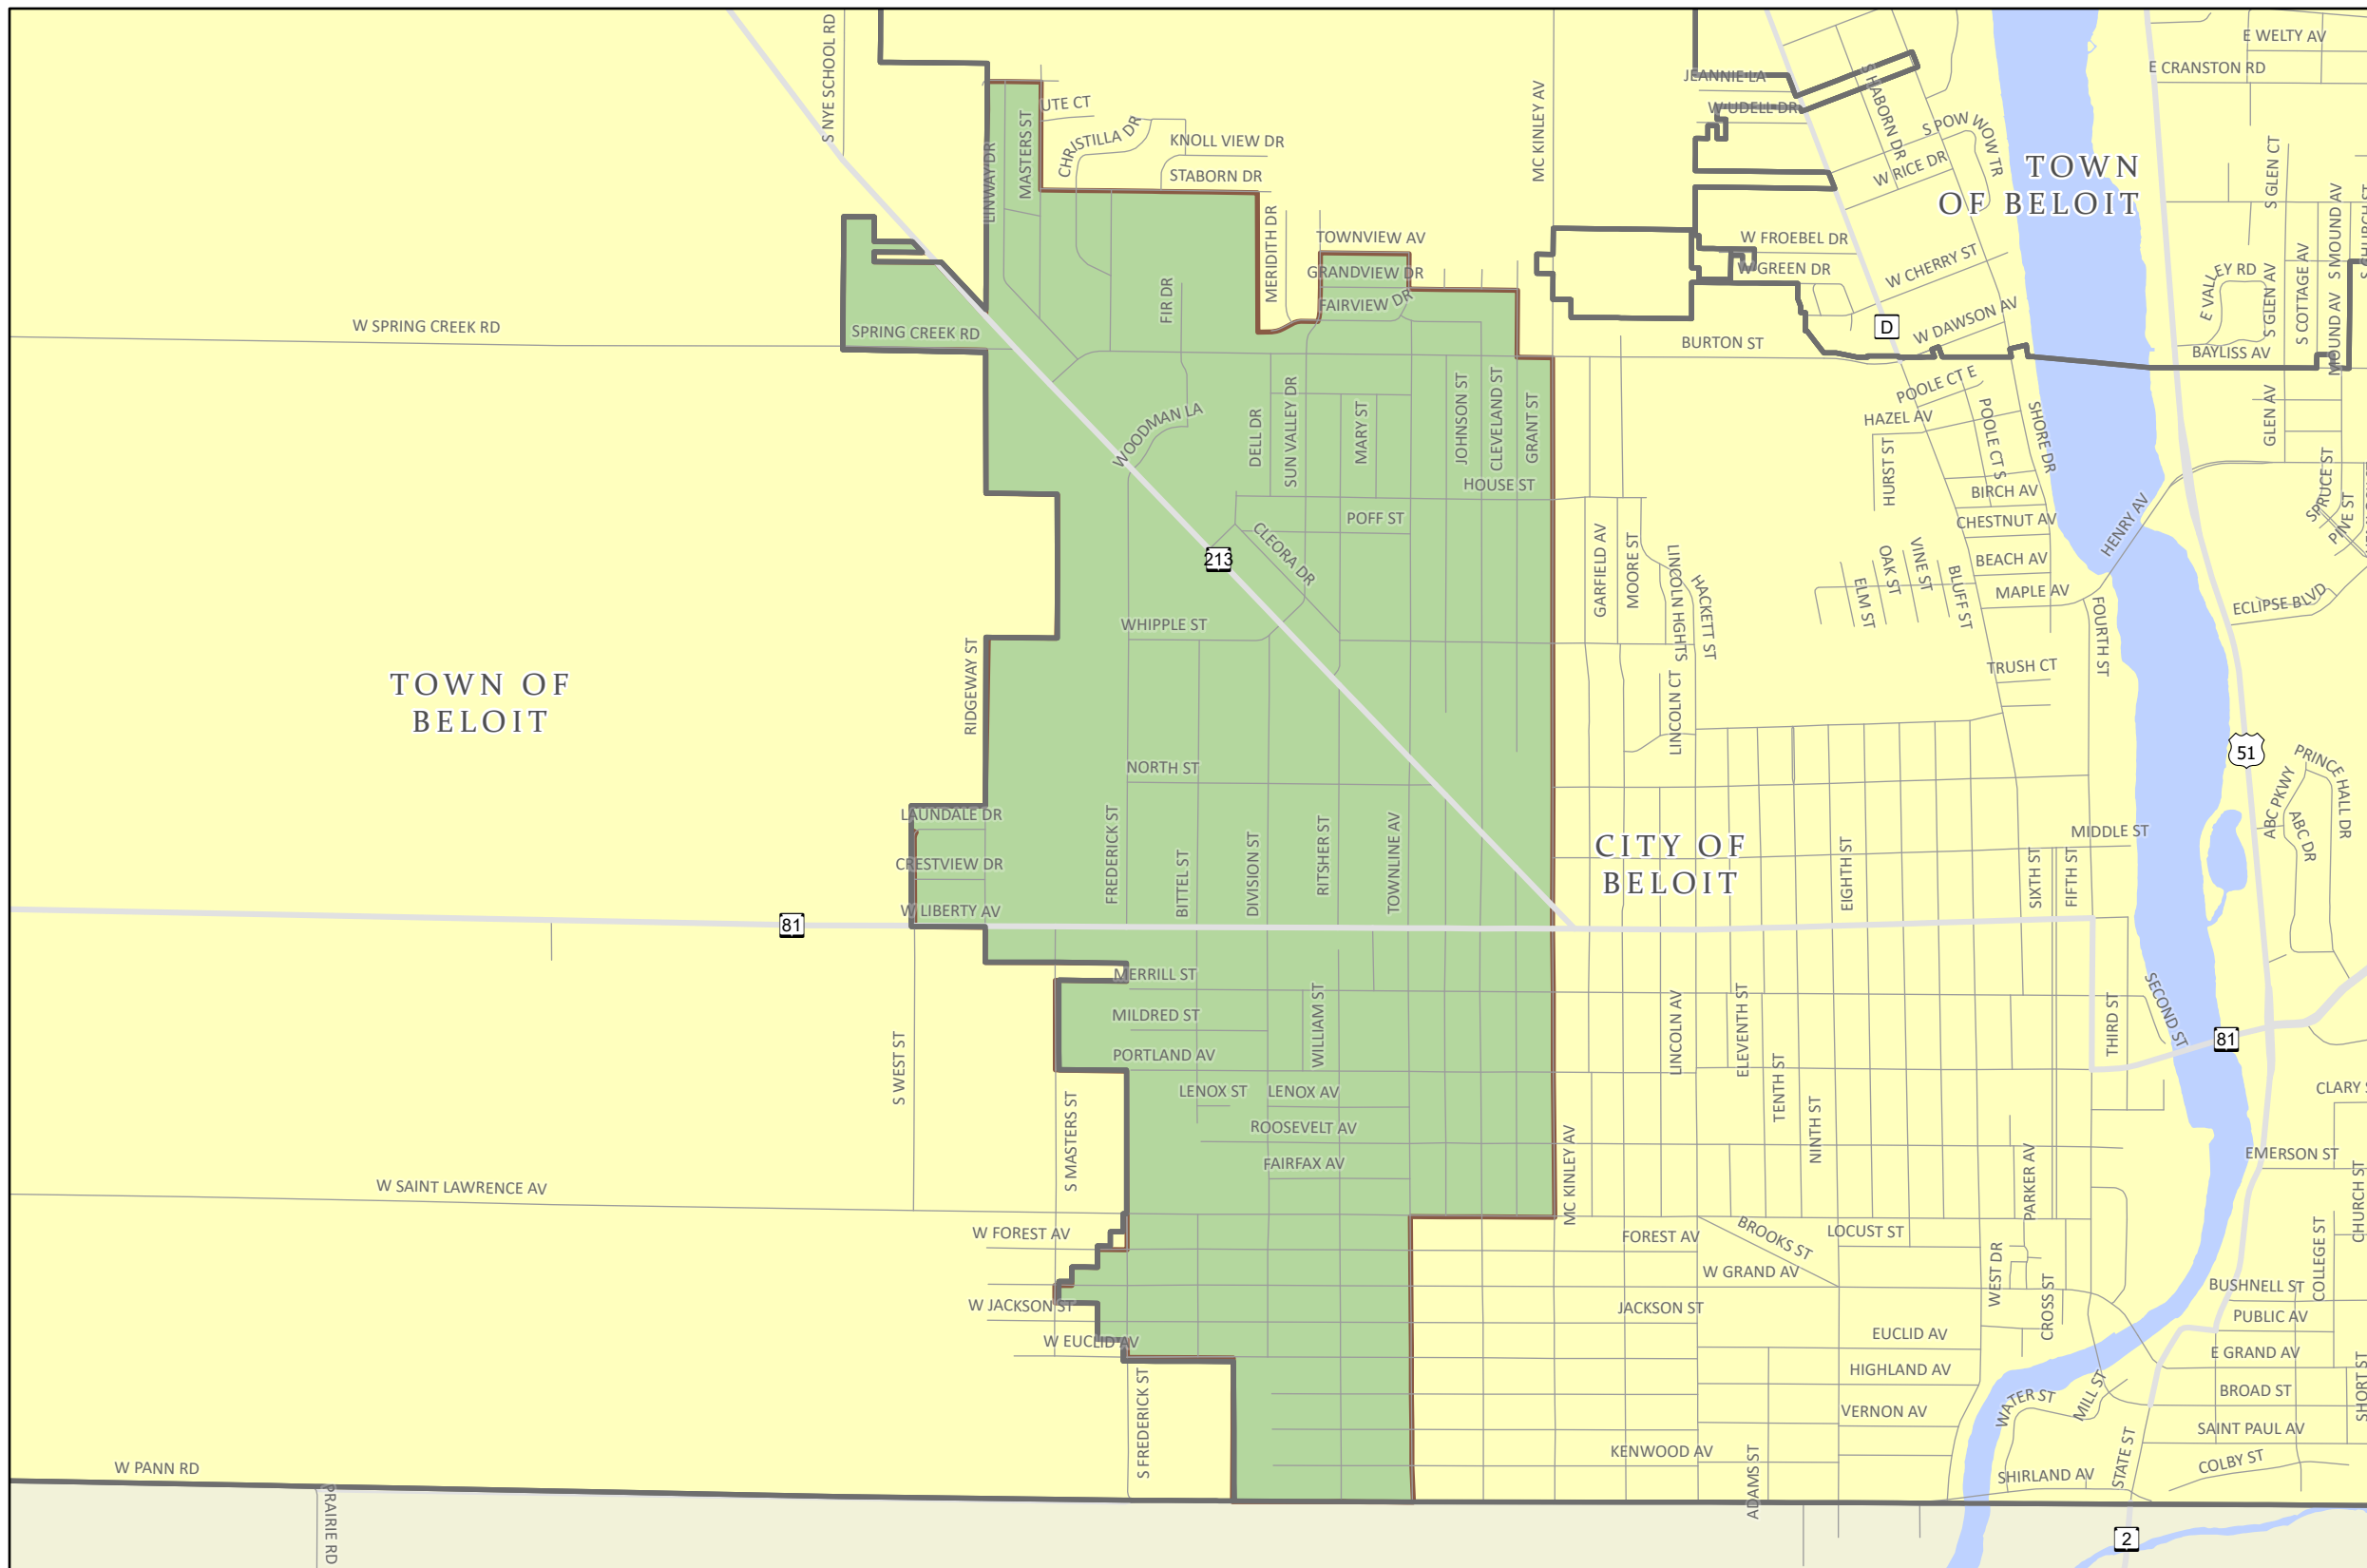 S NYE SCHOOL RD
LINWAY DR
MASTERS ST
UTE CT
CHRISTILLA DR
KNOLL VIEW DR
STABORN DR
MERIDITH DR
TOWNVIEW AV
GRANDVIEW DR
FAIRVIEW DR
MC KINLEY AV
JEANNIE LA
W UDELL DR
S HABORN DR
S POW WOW TR
W RICE DR
TOWN
OF BELOIT
E WELTY AV
E CRANSTON RD
S GLEN CT
S MOUND AV
S CHURCH ST
W FROEBEL DR
W GREEN DR
W CHERRY ST
W DAWSON AV
D
E VALLEY RD
S GLEN AV
S COTTAGE AV
MOUND AV
BAYLISS AV
W SPRING CREEK RD
SPRING CREEK RD
FIR DR
BURTON ST
WOODMAN LA
DELL DR
SUN VALLEY DR
MARY ST
JOHNSON ST
CLEVELAND ST
GRANT ST
HOUSE ST
POOLE CT E
HAZEL AV
POOLE CT S
SHORE DR
HURST ST
GLEN AV
BIRCH AV
CHESTNUT AV
HENRY AV
SPRUCE ST
PINE ST
POFF ST
CLEORA DR
213
GARFIELD AV
MOORE ST
LINCOLN HGHTS
HACKETT ST
BEACH AV
MAPLE AV
ELM ST
OAK ST
VINE ST
BLUFF ST
FOURTH ST
ECLIPSE BLVD
WHIPPLE ST
TOWN OF
BELOIT
RIDGEWAY ST
LINCOLN CT
TRUSH CT
51
PRINCE HALL DR
ABC PKWY
ABC DR
NORTH ST
LAUNDALE DR
CRESTVIEW DR
W LIBERTY AV
FREDERICK ST
BITTEL ST
DIVISION ST
RITSHER ST
TOWNLINE AV
CITY OF
BELOIT
EIGHTH ST
MIDDLE ST
SIXTH ST
FIFTH ST
81
MERRILL ST
MILDRED ST
PORTLAND AV
WILLIAM ST
LENOX ST
LENOX AV
ROOSEVELT AV
FAIRFAX AV
S WEST ST
S MASTERS ST
LINCOLN AV
ELEVENTH ST
TENTH ST
NINTH ST
THIRD ST
SECOND ST
81
CLARY
EMERSON ST
CHURCH ST
MC KINLEY AV
PARKER AV
W SAINT LAWRENCE AV
W FOREST AV
FOREST AV
BROOKS ST
LOCUST ST
W GRAND AV
WEST DR
CROSS ST
COLLEGE ST
BUSHNELL ST
PUBLIC AV
W JACKSON ST
JACKSON ST
W EUCLID AV
EUCLID AV
E GRAND AV
HIGHLAND AV
BROAD ST
SHORT ST
S FREDERICK ST
WATER ST
MILL ST
VERNON AV
SAINT PAUL AV
KENWOOD AV
ADAMS ST
STATE ST
COLBY ST
SHIRLAND AV
W PANN RD
PRAIRIE RD
2